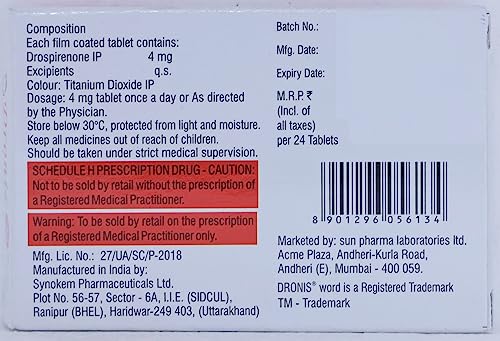 Composition
Each film coated tablet contains:
Drospirenone IP 4 mg
Excipients q.s.
Colour: Titanium Dioxide IP
Dosage: 4 mg tablet once a day or As directed
by the Physician.
Store below 30°C, protected from light and moisture.
Keep all medicines out of reach of children.
Should be taken under strict medical supervision.
SCHEDULE H PRESCRIPTION DRUG - CAUTION:
Not to be sold by retail without the prescription of
a Registered Medical Practitioner.
Warning: To be sold by retail on the prescription
of a Registered Medical Practitioner only.
Mfg. Lic. No.: 27/UA/SC/P-2018
Manufactured in India by:
Synokem Pharmaceuticals Ltd.
Plot No. 56-57, Sector - 6A, I.I.E. (SIDCUL),
Ranipur (BHEL), Haridwar-249 403, (Uttarakhand)
Batch No.:
Mfg. Date:
Expiry Date:
M.R.P. ₹
(Incl. of
all taxes)
per 24 Tablets
8 901296 056134
Marketed by: sun pharma laboratories ltd.
Acme Plaza, Andheri-Kurla Road,
Andheri (E), Mumbai - 400 059.
DRONIS® word is a Registered Trademark
TM - Trademark